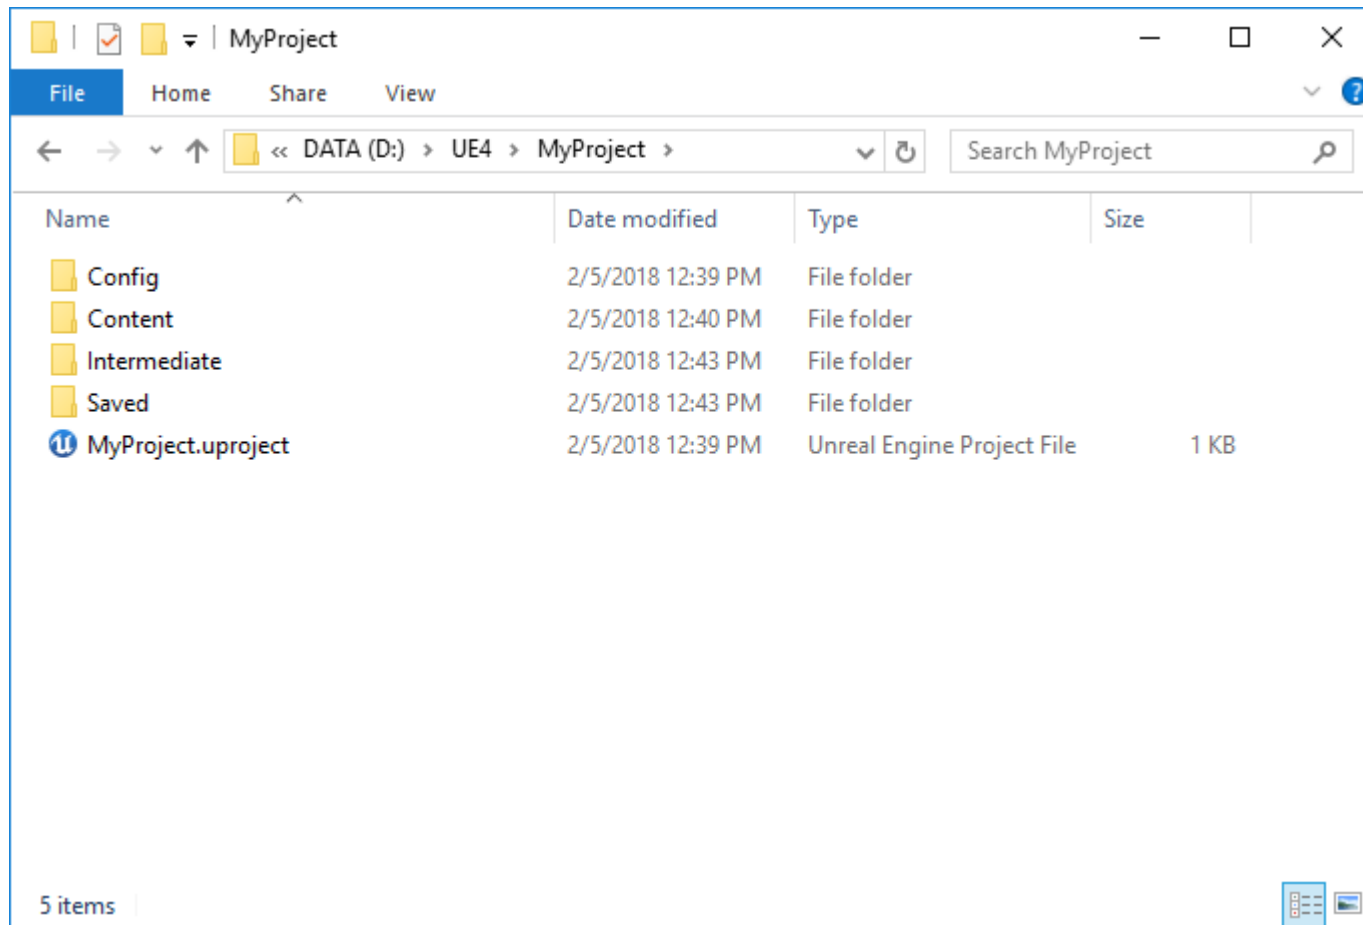 MyProject
File Home Share View
« DATA (D:) > UE4 > MyProject > Search MyProject
Name Date modified Type Size
Config 2/5/2018 12:39 PM File folder
Content 2/5/2018 12:40 PM File folder
Intermediate 2/5/2018 12:43 PM File folder
Saved 2/5/2018 12:43 PM File folder
MyProject.uproject 2/5/2018 12:39 PM Unreal Engine Project File 1 KB
5 items